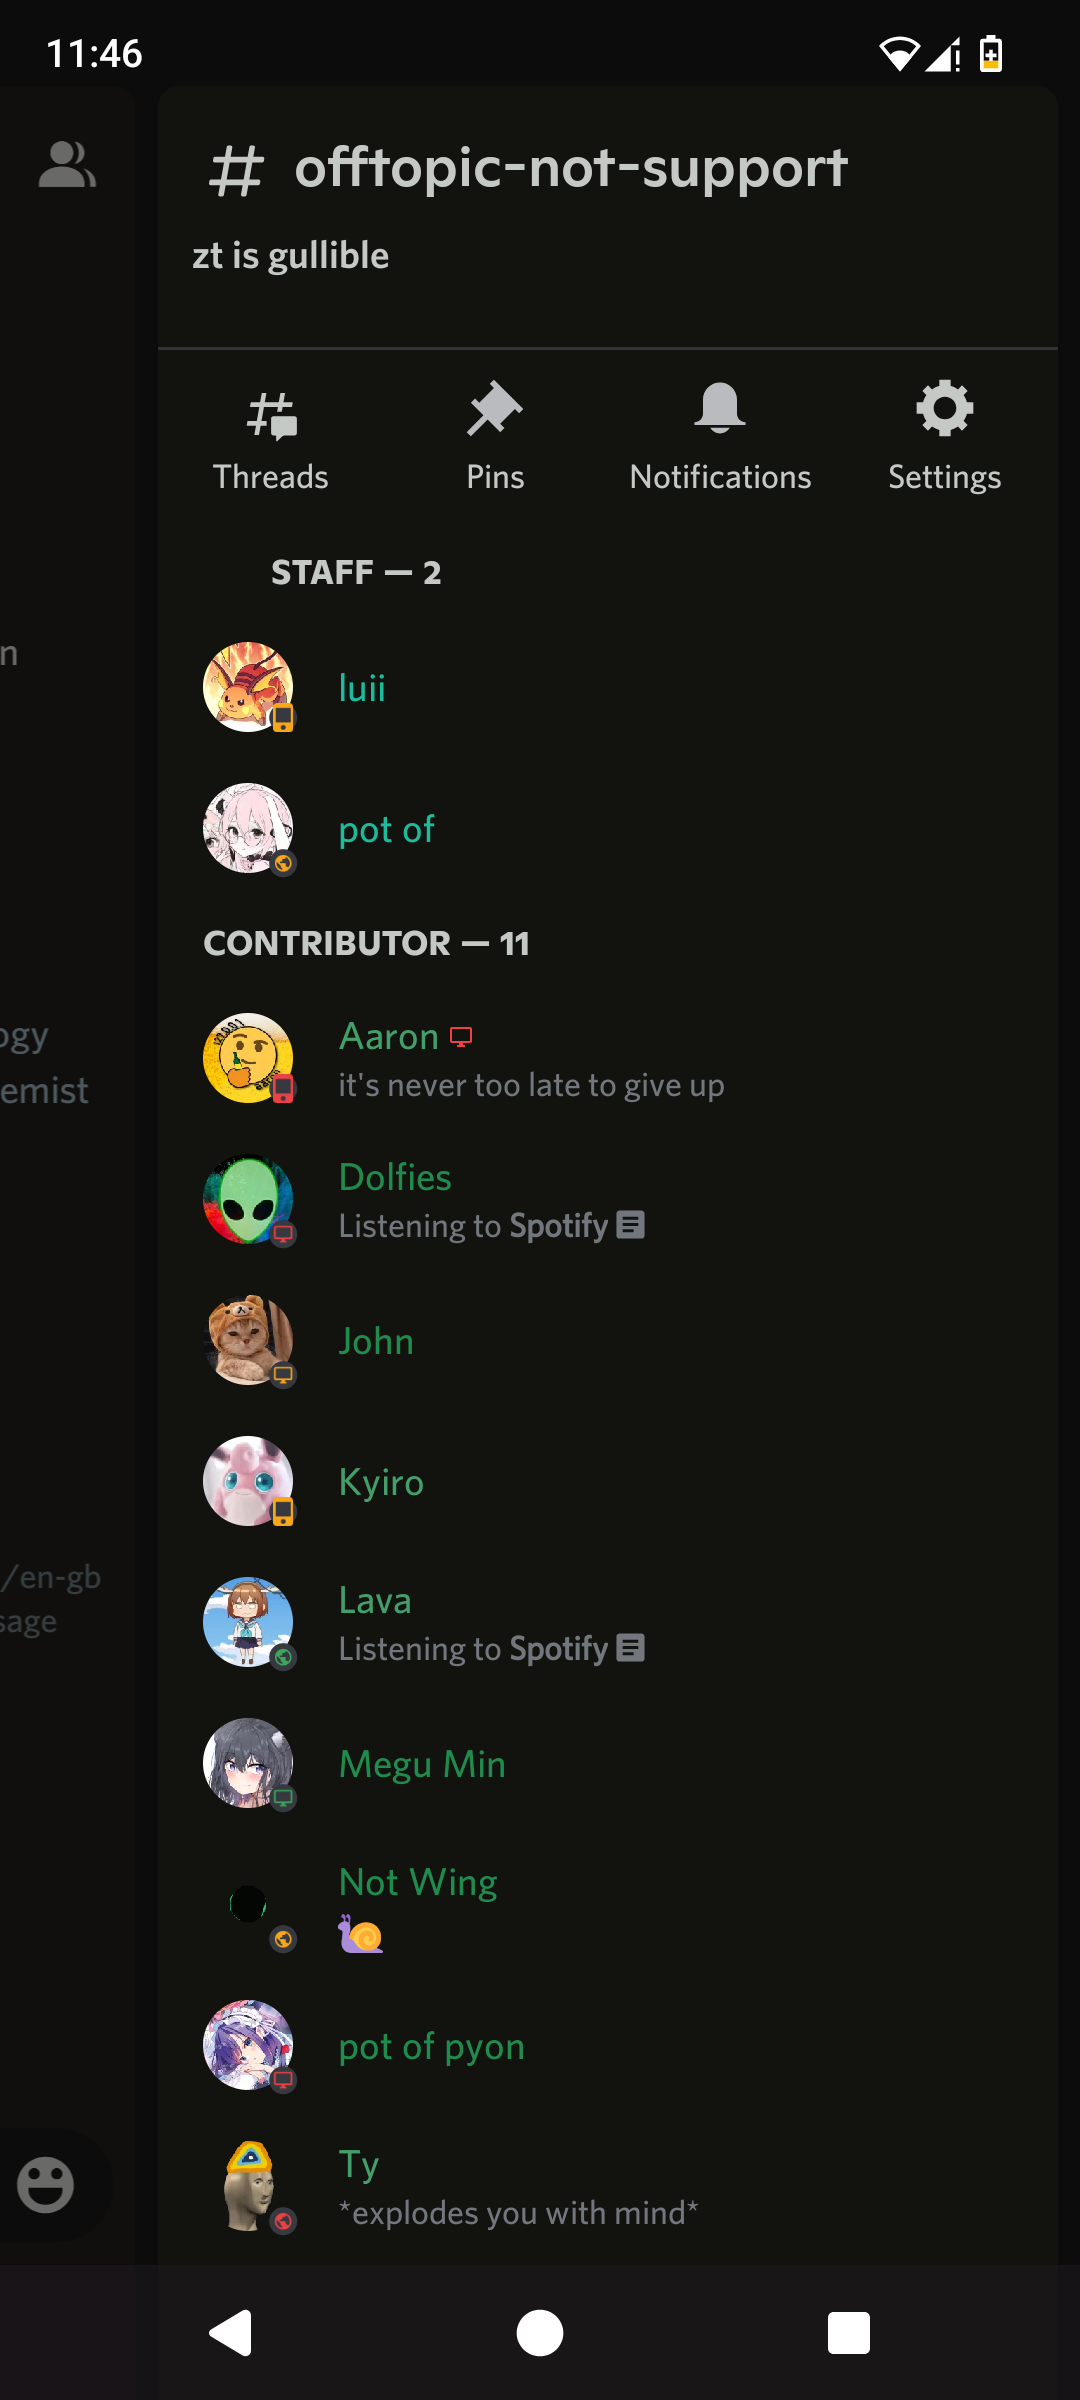 11:46
offtopic-not-support
zt is gullible
Threads
Pins
Notifications
Settings
STAFF — 2
n
luii
pot of
CONTRIBUTOR — 11
ogy
emist
Aaron
it's never too late to give up
Dolfies
Listening to Spotify
John
Kyiro
/en-gb
sage
Lava
Listening to Spotify
Megu Min
Not Wing
pot of pyon
Ty
*explodes you with mind*